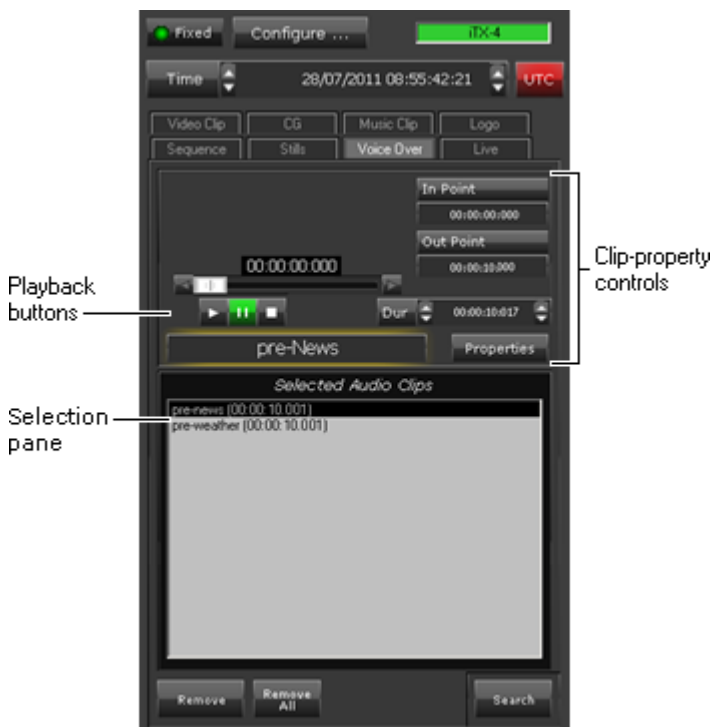 Fixed
Configure ...
iTX-4
Time
28/07/2011 08:55:42:21
UTC
Video Clip
CG
Music Clip
Logo
Sequence
Stills
Voice Over
Live
In Point
00:00:00:000
Out Point
00:00:10:000
00:00:00:000
Dur
00:00:10:017
pre-News
Properties
Clip-property
controls
Playback
buttons
Selected Audio Clips
pre-news (00:00:10.001)
pre-weather (00:00:10.001)
Selection
pane
Remove
Remove
All
Search